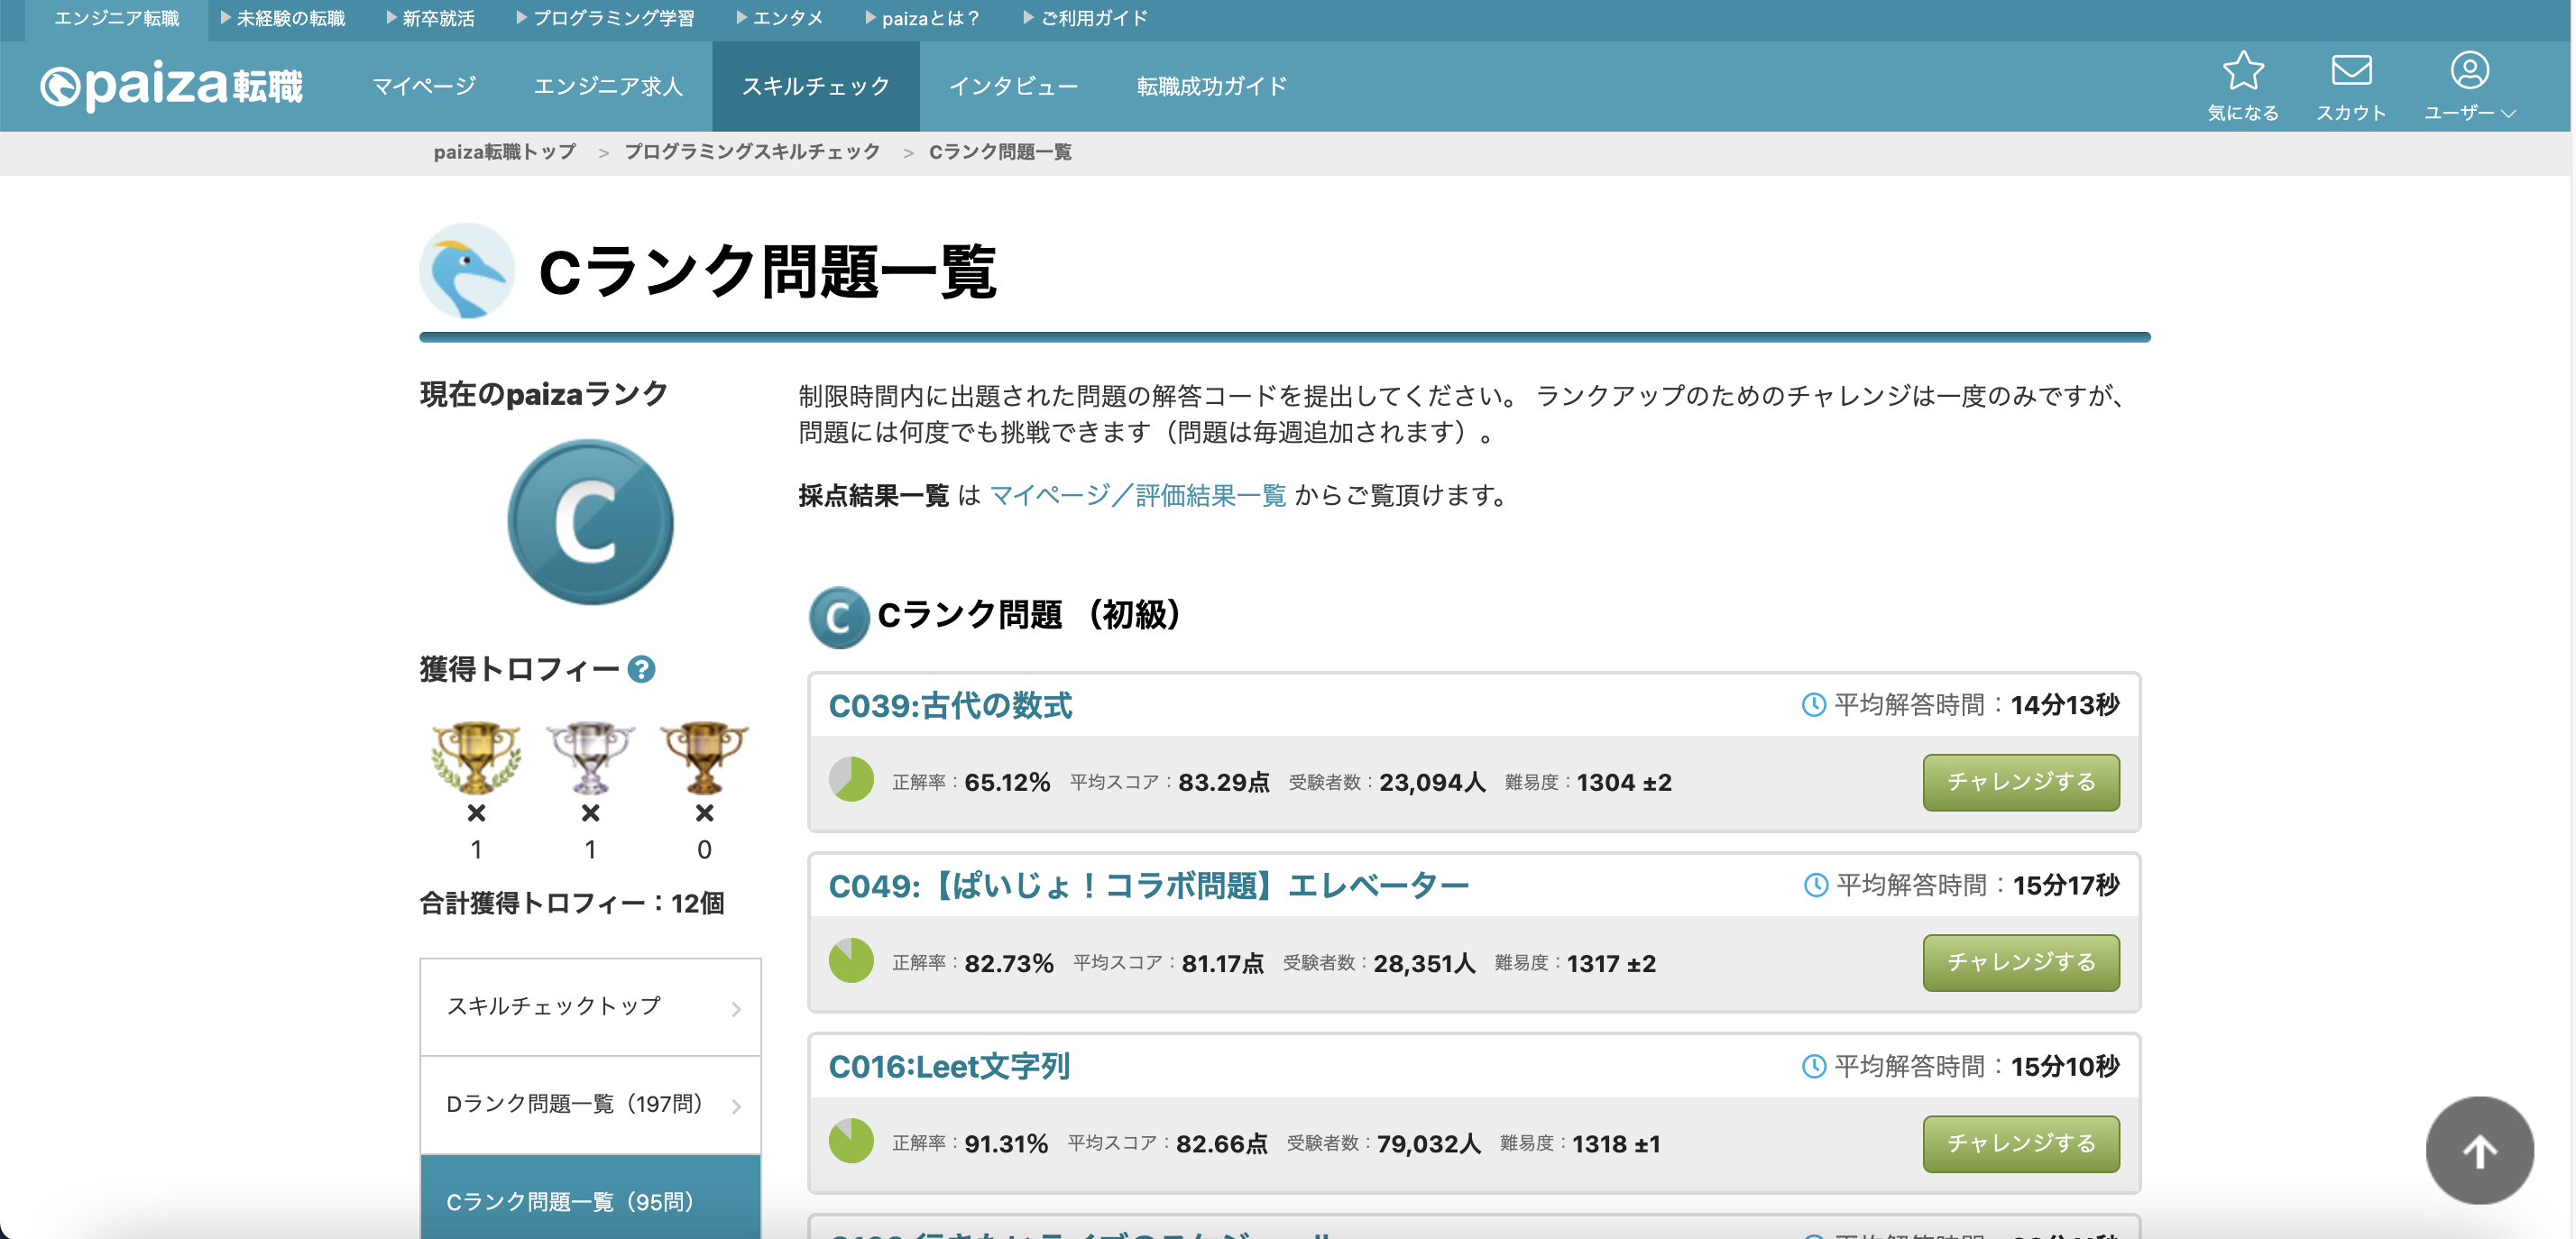 エンジニア転職 ▶未経験の転職 ▶新卒就活 ▶プログラミング学習 ▶エンタメ ▶paizaとは？ ▶ご利用ガイド
paiza転職 マイページ エンジニア求人 スキルチェック インタビュー 転職成功ガイド 気になる スカウト ユーザー
paiza転職トップ > プログラミングスキルチェック > Cランク問題一覧
Cランク問題一覧
現在のpaizaランク
C
獲得トロフィー ?
× × ×
1 1 0
合計獲得トロフィー：12個
スキルチェックトップ
Dランク問題一覧（197問）
Cランク問題一覧（95問）
制限時間内に出題された問題の解答コードを提出してください。 ランクアップのためのチャレンジは一度のみですが、
問題には何度でも挑戦できます（問題は毎週追加されます）。
採点結果一覧 は マイページ／評価結果一覧 からご覧頂けます。
C Cランク問題 （初級）
C039:古代の数式 平均解答時間：14分13秒
正解率：65.12% 平均スコア：83.29点 受験者数：23,094人 難易度：1304 ±2 チャレンジする
C049:【ぱいじょ！コラボ問題】エレベーター 平均解答時間：15分17秒
正解率：82.73% 平均スコア：81.17点 受験者数：28,351人 難易度：1317 ±2 チャレンジする
C016:Leet文字列 平均解答時間：15分10秒
正解率：91.31% 平均スコア：82.66点 受験者数：79,032人 難易度：1318 ±1 チャレンジする